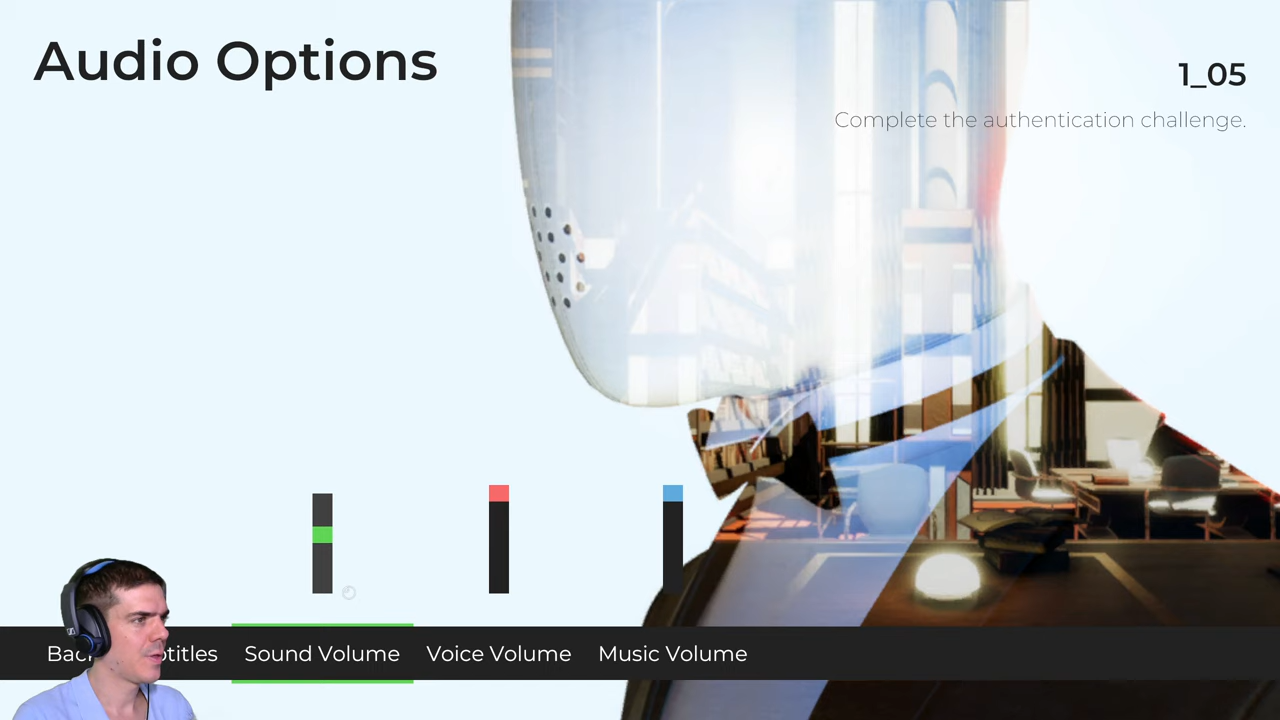 Audio Options
1_05
Complete the authentication challenge.
Sound Volume Voice Volume Music Volume